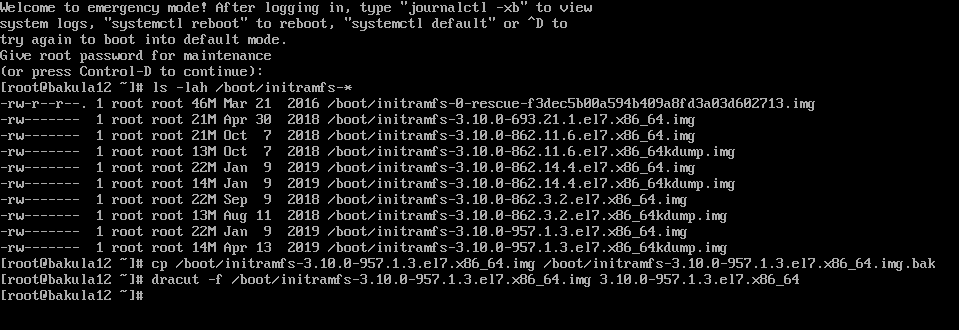 Welcome to emergency mode! After logging in, type "journalctl -xb" to view
system logs, "systemctl reboot" to reboot, "systemctl default" or ^D to
try again to boot into default mode.
Give root password for maintenance
(or press Control-D to continue):
[root@bakula12 ~]# ls -lah /boot/initramfs-*
-rw-r--r--. 1 root root 46M Mar 21  2016 /boot/initramfs-0-rescue-f3dec5b00a594b409a8fd3a03d602713.img
-rw-------  1 root root 21M Apr 30  2018 /boot/initramfs-3.10.0-693.21.1.el7.x86_64.img
-rw-------  1 root root 21M Oct  7  2018 /boot/initramfs-3.10.0-862.11.6.el7.x86_64.img
-rw-------  1 root root 13M Oct  7  2018 /boot/initramfs-3.10.0-862.11.6.el7.x86_64kdump.img
-rw-------  1 root root 22M Jan  9  2019 /boot/initramfs-3.10.0-862.14.4.el7.x86_64.img
-rw-------  1 root root 14M Jan  9  2019 /boot/initramfs-3.10.0-862.14.4.el7.x86_64kdump.img
-rw-------  1 root root 22M Sep  9  2018 /boot/initramfs-3.10.0-862.3.2.el7.x86_64.img
-rw-------  1 root root 13M Aug 11  2018 /boot/initramfs-3.10.0-862.3.2.el7.x86_64kdump.img
-rw-------  1 root root 22M Jan  9  2019 /boot/initramfs-3.10.0-957.1.3.el7.x86_64.img
-rw-------  1 root root 14M Apr 13  2019 /boot/initramfs-3.10.0-957.1.3.el7.x86_64kdump.img
[root@bakula12 ~]# cp /boot/initramfs-3.10.0-957.1.3.el7.x86_64.img /boot/initramfs-3.10.0-957.1.3.el7.x86_64.img.bak
[root@bakula12 ~]# dracut -f /boot/initramfs-3.10.0-957.1.3.el7.x86_64.img 3.10.0-957.1.3.el7.x86_64
[root@bakula12 ~]#